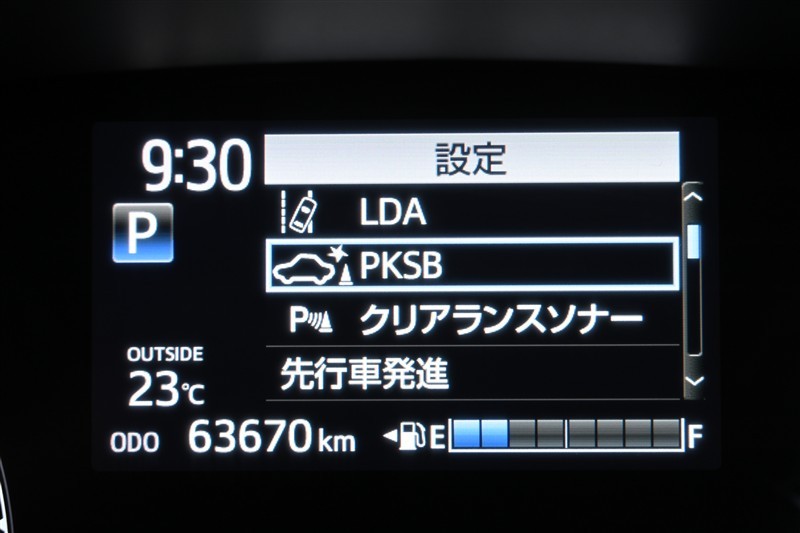 9:30
設定
P
LDA
PKSB
P クリアランスソナー
先行車発進
OUTSIDE
23℃
ODO 63670 km
E F